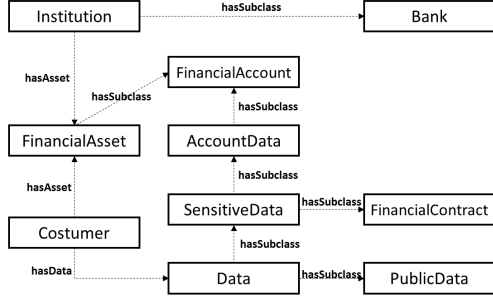 hasSubclass
Institution
Bank
hasAsset
FinancialAccount
hasSubclass
hasSubclass
FinancialAsset
AccountData
hasSubclass
hasAsset
SensitiveData
hasSubclass
FinancialContract
Costumer
hasSubclass
hasData
Data
hasSubclass
PublicData